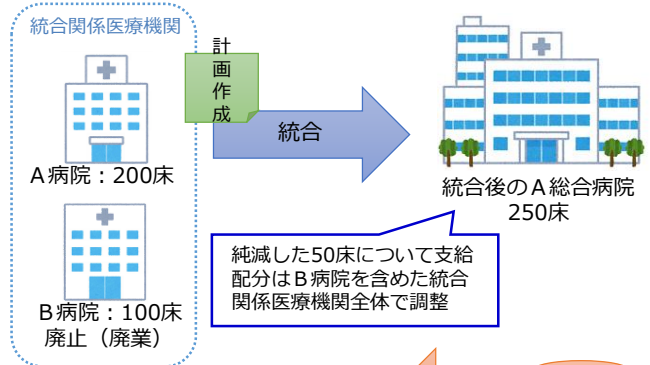 統合関係医療機関
計
画
作
成
統合
A病院：200床
B病院：100床
廃止（廃業）
統合後のA総合病院
250床
純減した50床について支給
配分はB病院を含めた統合
関係医療機関全体で調整